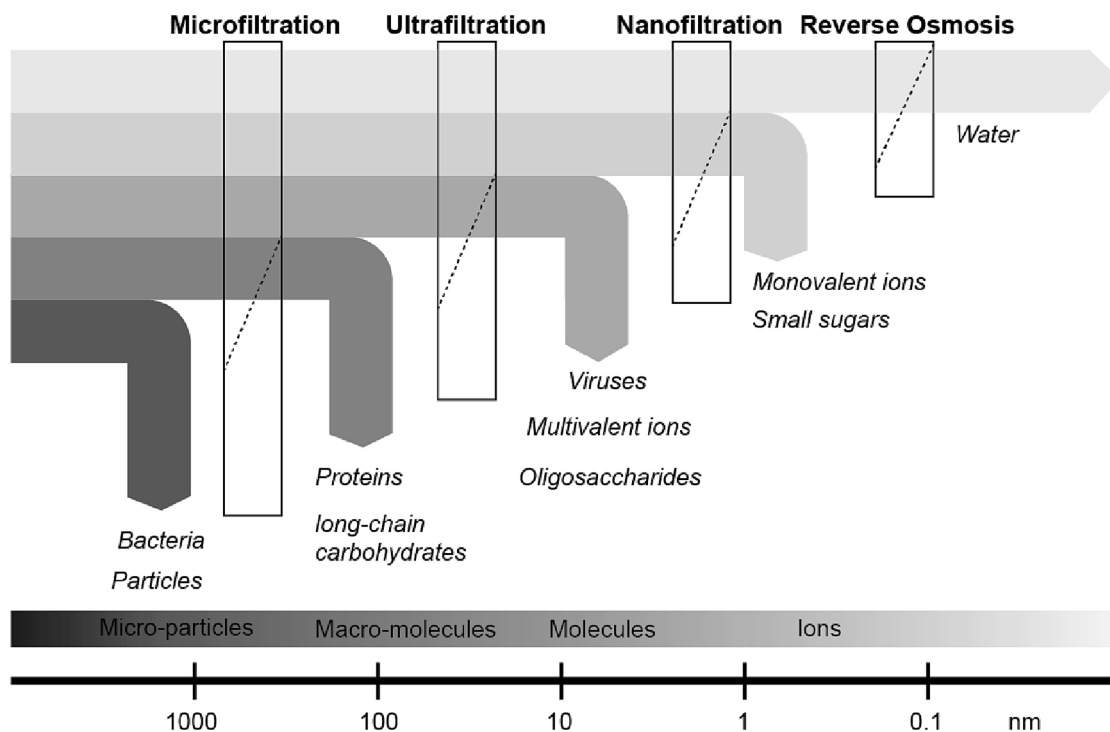 Microfiltration Ultrafiltration Nanofiltration Reverse Osmosis
Water
Monovalent ions
Small sugars
Viruses
Multivalent ions
Oligosaccharides
Proteins
long-chain
carbohydrates
Bacteria
Particles
Micro-particles Macro-molecules Molecules Ions
1000 100 10 1 0.1 nm